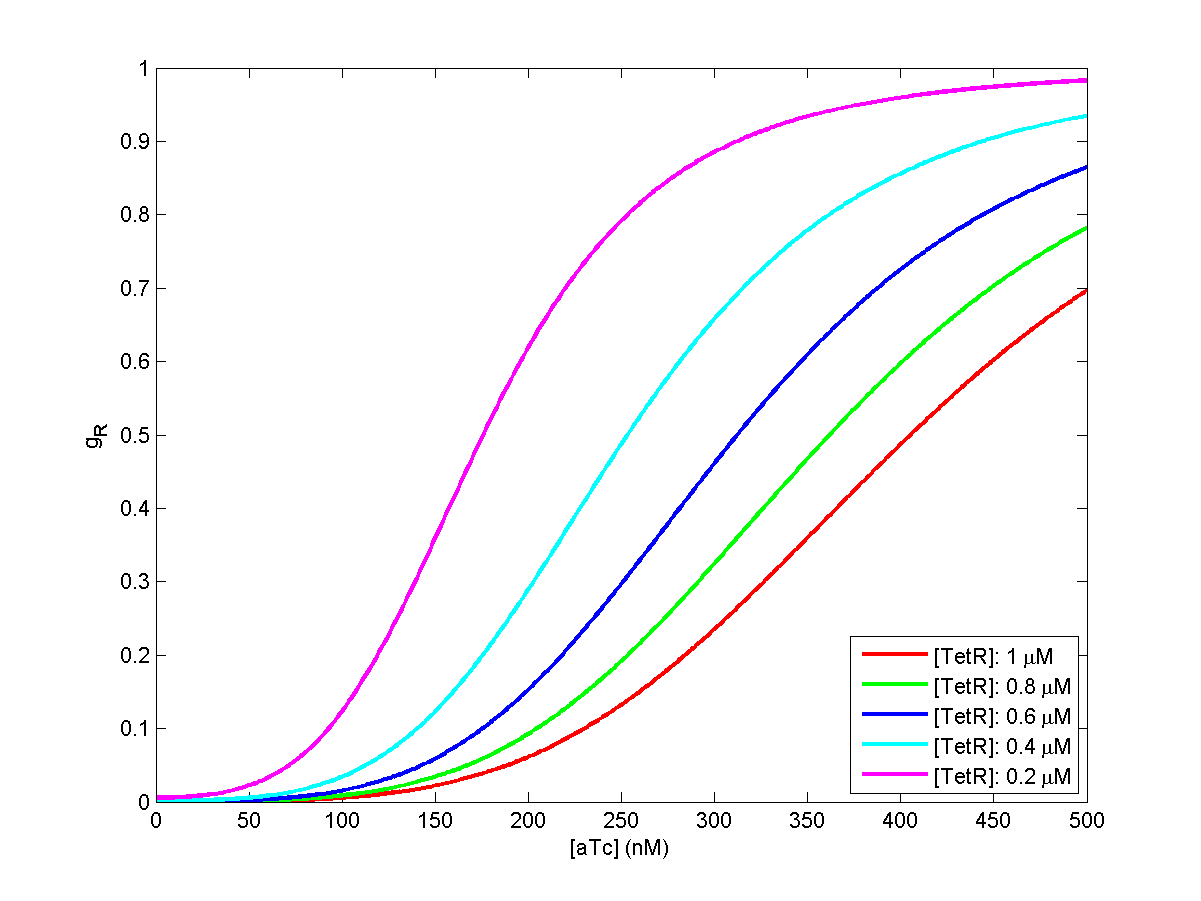 1
0.9
0.8
0.7
0.6
0.5
0.4
0.3
0.2
0.1
0
gR
0 50 100 150 200 250 300 350 400 450 500
[aTc] (nM)
[TetR]: 1 μM
[TetR]: 0.8 μM
[TetR]: 0.6 μM
[TetR]: 0.4 μM
[TetR]: 0.2 μM